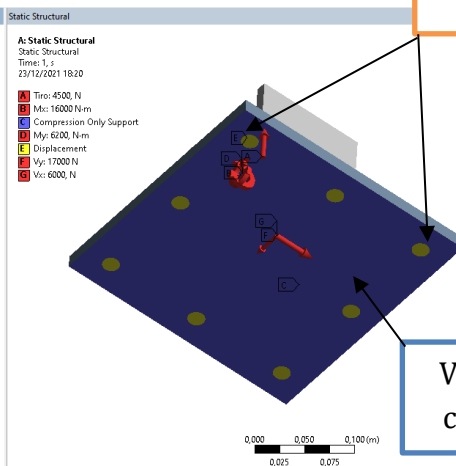 Static Structural
A: Static Structural
Static Structural
Time: 1, s
23/12/2021 18:20
A Tiro: 4500, N
B Mx: 16000 N·m
C Compression Only Support
D My: 6200, N·m
E Displacement
F Vy: 17000 N
G Vx: 6000, N
E
D A
B
G
F
C
0,000 0,050 0,100 (m)
0,025 0,075